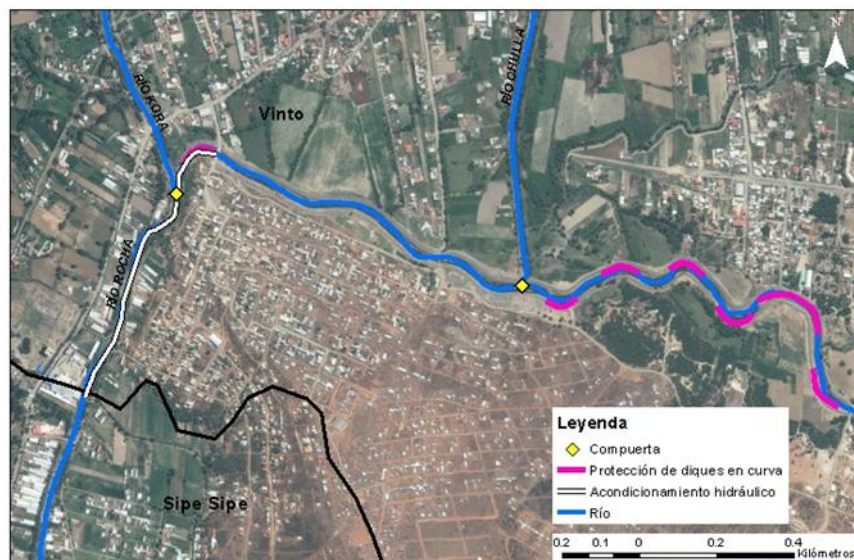 N
RÍO KORA
Vinto
RÍO CHULLA
RÍO ROCHA
Sipe Sipe
Leyenda
Compuerta
Protección de diques en curva
Acondicionamiento hidráulico
Río
0.2 0.1 0 0.2 0.4
Kilómetros